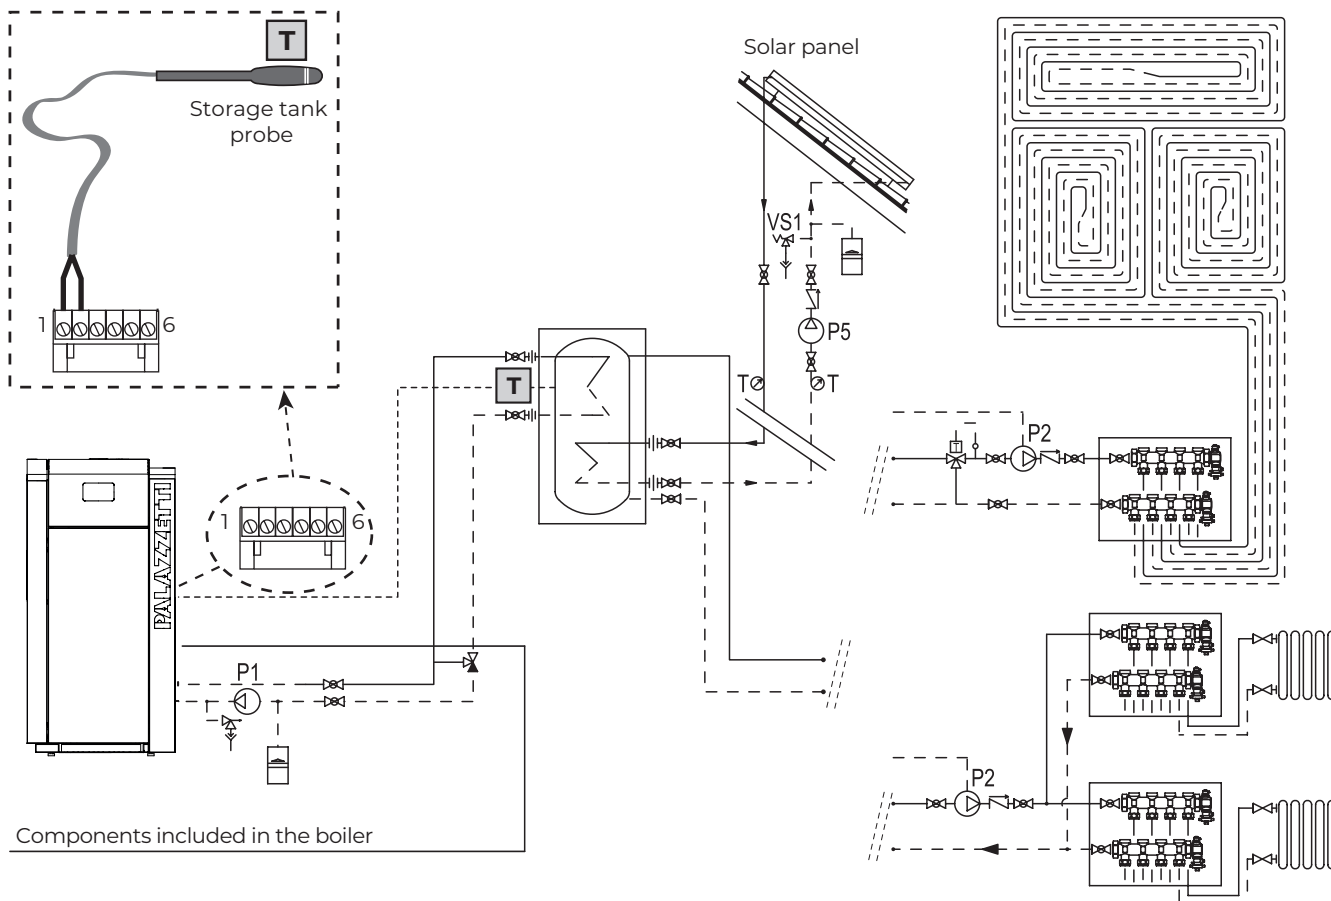 T
Storage tank
probe
1 6
Solar panel
VS1
P5
T T
T
P2
1 6
PALAZZETTI
P1
P2
Components included in the boiler